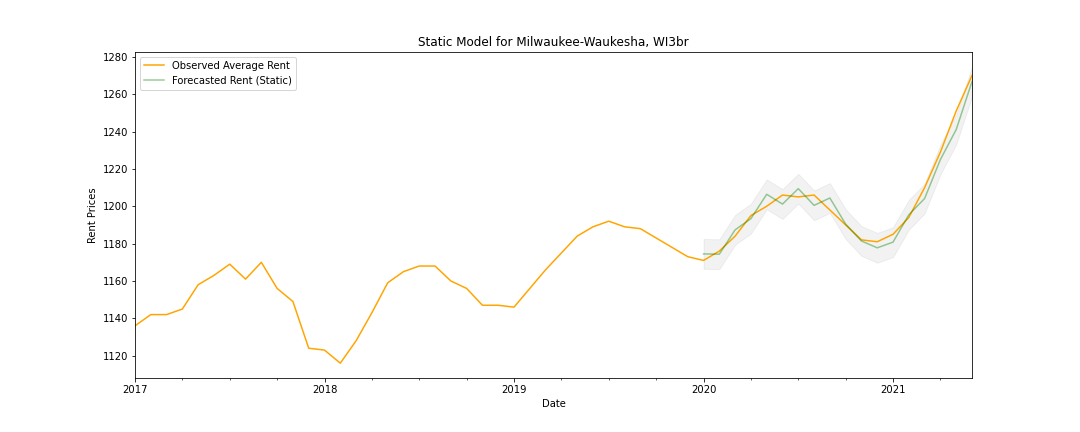 Static Model for Milwaukee-Waukesha, WI3br
Observed Average Rent
Forecasted Rent (Static)
Rent Prices
1280
1260
1240
1220
1200
1180
1160
1140
1120
2017
2018
2019
2020
2021
Date